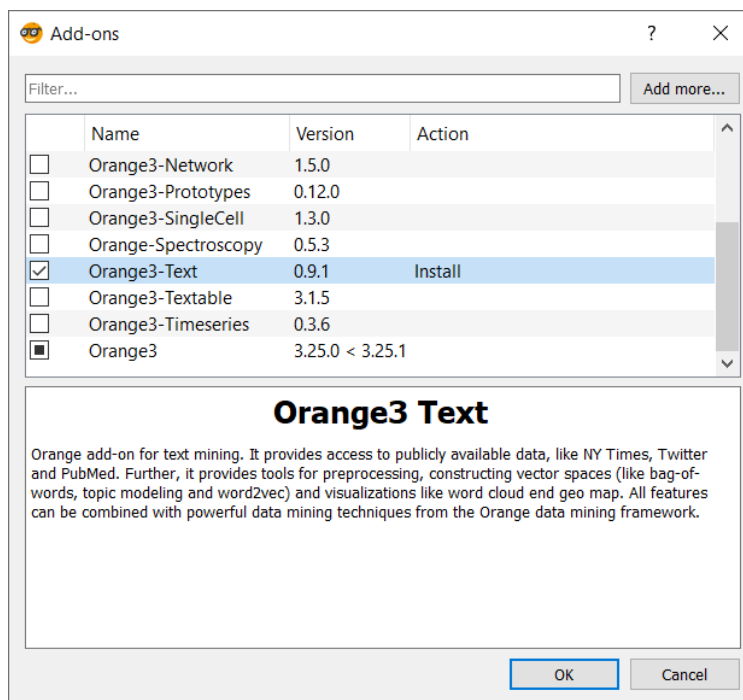 Add-ons ?
Filter... Add more...
Name Version Action
Orange3-Network 1.5.0
Orange3-Prototypes 0.12.0
Orange3-SingleCell 1.3.0
Orange-Spectroscopy 0.5.3
Orange3-Text 0.9.1 Install
Orange3-Textable 3.1.5
Orange3-Timeseries 0.3.6
Orange3 3.25.0 < 3.25.1
Orange3 Text
Orange add-on for text mining. It provides access to publicly available data, like NY Times, Twitter
and PubMed. Further, it provides tools for preprocessing, constructing vector spaces (like bag-of-
words, topic modeling and word2vec) and visualizations like word cloud end geo map. All features
can be combined with powerful data mining techniques from the Orange data mining framework.
OK Cancel